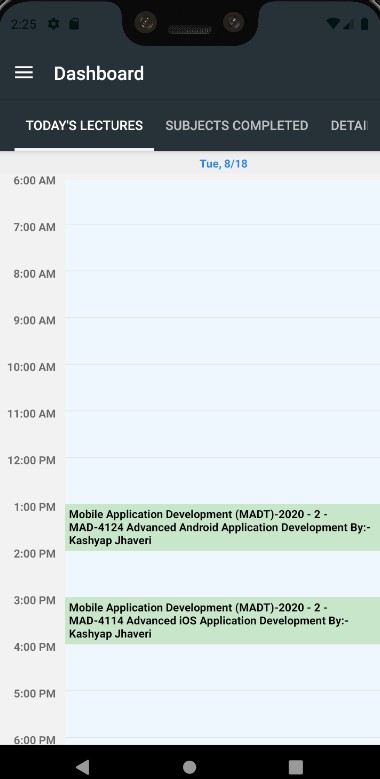 2:25
Dashboard
TODAY'S LECTURES SUBJECTS COMPLETED DETAI
Tue, 8/18
6:00 AM
7:00 AM
8:00 AM
9:00 AM
10:00 AM
11:00 AM
12:00 PM
1:00 PM
Mobile Application Development (MADT)-2020 - 2 -
MAD-4124 Advanced Android Application Development By:-
Kashyap Jhaveri
2:00 PM
3:00 PM
Mobile Application Development (MADT)-2020 - 2 -
MAD-4114 Advanced iOS Application Development By:-
Kashyap Jhaveri
4:00 PM
5:00 PM
6:00 PM